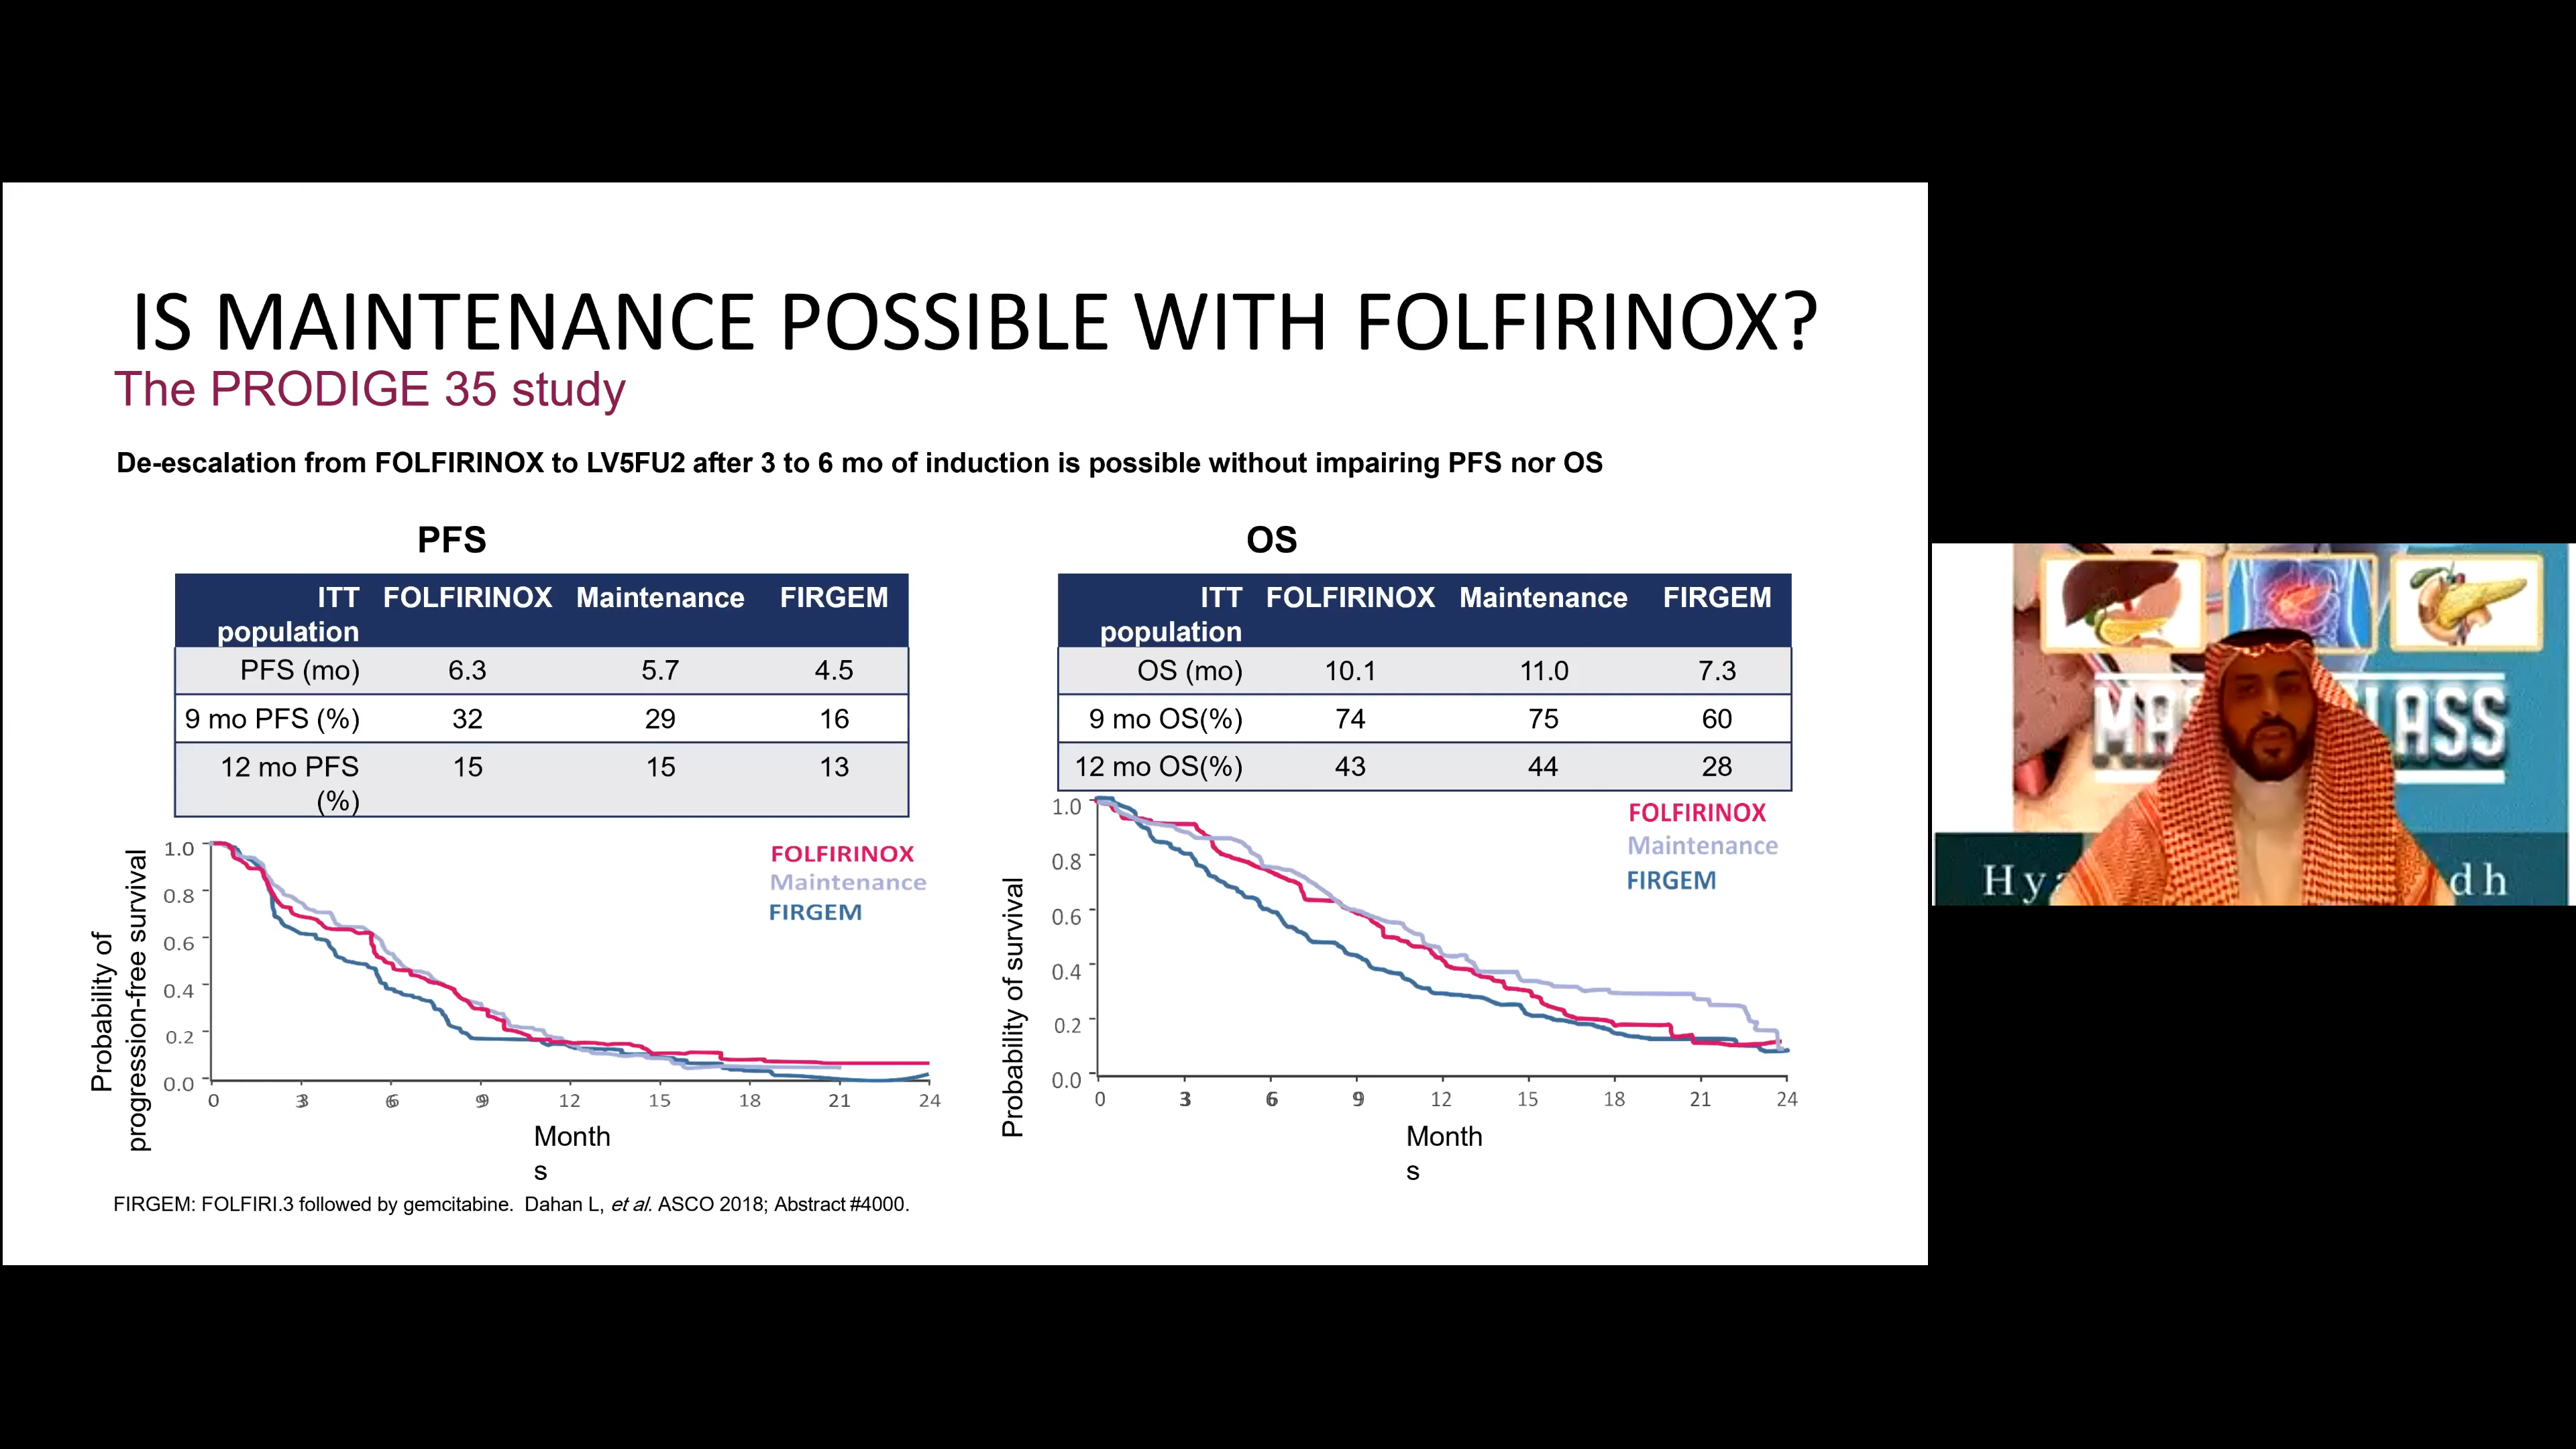 IS MAINTENANCE POSSIBLE WITH FOLFIRINOX?
The PRODIGE 35 study
De-escalation from FOLFIRINOX to LV5FU2 after 3 to 6 mo of induction is possible without impairing PFS nor OS
PFS
ITT population FOLFIRINOX Maintenance FIRGEM
PFS (mo) 6.3 5.7 4.5
9 mo PFS (%) 32 29 16
12 mo PFS (%) 15 15 13
Probability of
progression-free survival
1.0
0.8
0.6
0.4
0.2
0.0
FOLFIRINOX
Maintenance
FIRGEM
0 3 6 9 12 15 18 21 24
Month
s
OS
ITT population FOLFIRINOX Maintenance FIRGEM
OS (mo) 10.1 11.0 7.3
9 mo OS(%) 74 75 60
12 mo OS(%) 43 44 28
Probability of survival
1.0
0.8
0.6
0.4
0.2
0.0
FOLFIRINOX
Maintenance
FIRGEM
0 3 6 9 12 15 18 21 24
Month
s
FIRGEM: FOLFIRI.3 followed by gemcitabine. Dahan L, et al. ASCO 2018; Abstract #4000.